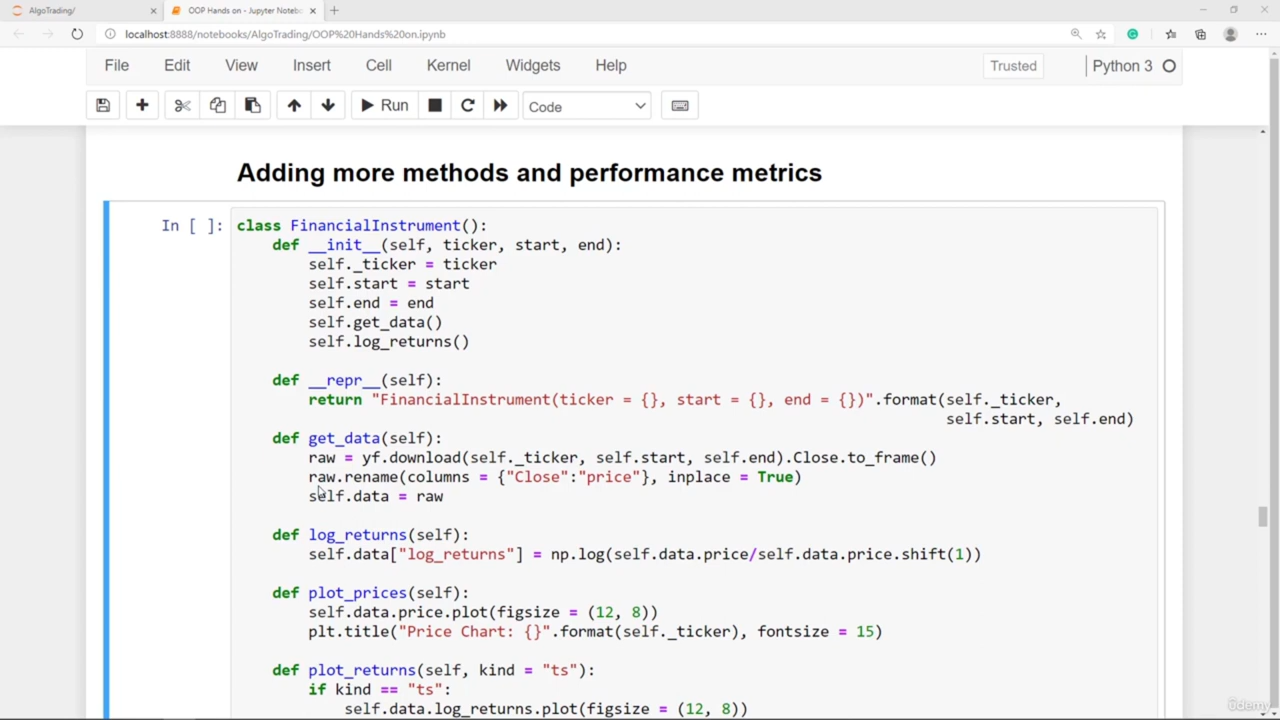 AlgoTrading/
OOP Hands on - Jupyter Notebo
localhost:8888/notebooks/AlgoTrading/OOP%20Hands%20on.ipynb
File Edit View Insert Cell Kernel Widgets Help Trusted Python 3
Run Code
Adding more methods and performance metrics
In [ ]: class FinancialInstrument():
    def __init__(self, ticker, start, end):
        self._ticker = ticker
        self.start = start
        self.end = end
        self.get_data()
        self.log_returns()
    def __repr__(self):
        return "FinancialInstrument(ticker = {}, start = {}, end = {})".format(self._ticker,
self.start, self.end)
    def get_data(self):
        raw = yf.download(self._ticker, self.start, self.end).Close.to_frame()
        raw.rename(columns = {"Close":"price"}, inplace = True)
        self.data = raw
    def log_returns(self):
        self.data["log_returns"] = np.log(self.data.price/self.data.price.shift(1))
    def plot_prices(self):
        self.data.price.plot(figsize = (12, 8))
        plt.title("Price Chart: {}".format(self._ticker), fontsize = 15)
    def plot_returns(self, kind = "ts"):
        if kind == "ts":
            self.data.log_returns.plot(figsize = (12, 8))
ûdemy